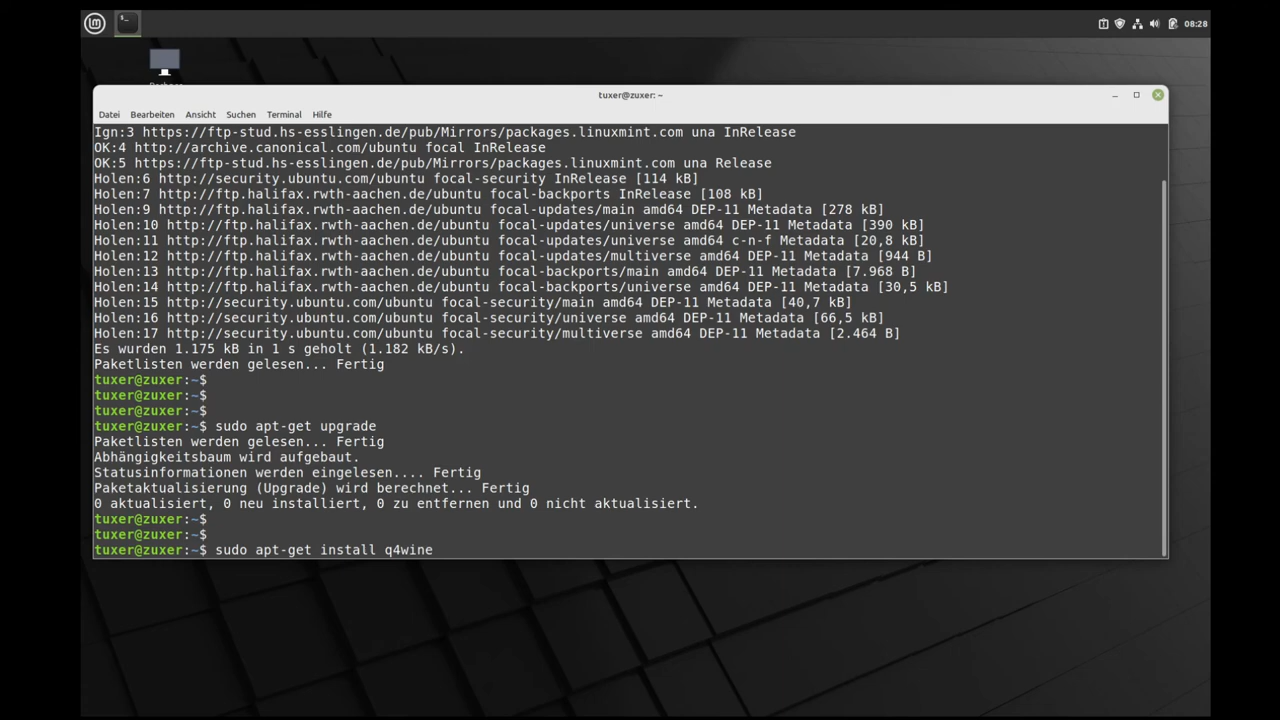 08:28
tuxer@zuxer: ~
Datei Bearbeiten Ansicht Suchen Terminal Hilfe
Ign:3 https://ftp-stud.hs-esslingen.de/pub/Mirrors/packages.linuxmint.com una InRelease
OK:4 http://archive.canonical.com/ubuntu focal InRelease
OK:5 https://ftp-stud.hs-esslingen.de/pub/Mirrors/packages.linuxmint.com una Release
Holen:6 http://security.ubuntu.com/ubuntu focal-security InRelease [114 kB]
Holen:7 http://ftp.halifax.rwth-aachen.de/ubuntu focal-backports InRelease [108 kB]
Holen:9 http://ftp.halifax.rwth-aachen.de/ubuntu focal-updates/main amd64 DEP-11 Metadata [278 kB]
Holen:10 http://ftp.halifax.rwth-aachen.de/ubuntu focal-updates/universe amd64 DEP-11 Metadata [390 kB]
Holen:11 http://ftp.halifax.rwth-aachen.de/ubuntu focal-updates/universe amd64 c-n-f Metadata [20,8 kB]
Holen:12 http://ftp.halifax.rwth-aachen.de/ubuntu focal-updates/multiverse amd64 DEP-11 Metadata [944 B]
Holen:13 http://ftp.halifax.rwth-aachen.de/ubuntu focal-backports/main amd64 DEP-11 Metadata [7.968 B]
Holen:14 http://ftp.halifax.rwth-aachen.de/ubuntu focal-backports/universe amd64 DEP-11 Metadata [30,5 kB]
Holen:15 http://security.ubuntu.com/ubuntu focal-security/main amd64 DEP-11 Metadata [40,7 kB]
Holen:16 http://security.ubuntu.com/ubuntu focal-security/universe amd64 DEP-11 Metadata [66,5 kB]
Holen:17 http://security.ubuntu.com/ubuntu focal-security/multiverse amd64 DEP-11 Metadata [2.464 B]
Es wurden 1.175 kB in 1 s geholt (1.182 kB/s).
Paketlisten werden gelesen... Fertig
tuxer@zuxer:~$
tuxer@zuxer:~$
tuxer@zuxer:~$
tuxer@zuxer:~$ sudo apt-get upgrade
Paketlisten werden gelesen... Fertig
Abhängigkeitsbaum wird aufgebaut.
Statusinformationen werden eingelesen.... Fertig
Paketaktualisierung (Upgrade) wird berechnet... Fertig
0 aktualisiert, 0 neu installiert, 0 zu entfernen und 0 nicht aktualisiert.
tuxer@zuxer:~$
tuxer@zuxer:~$
tuxer@zuxer:~$ sudo apt-get install q4wine